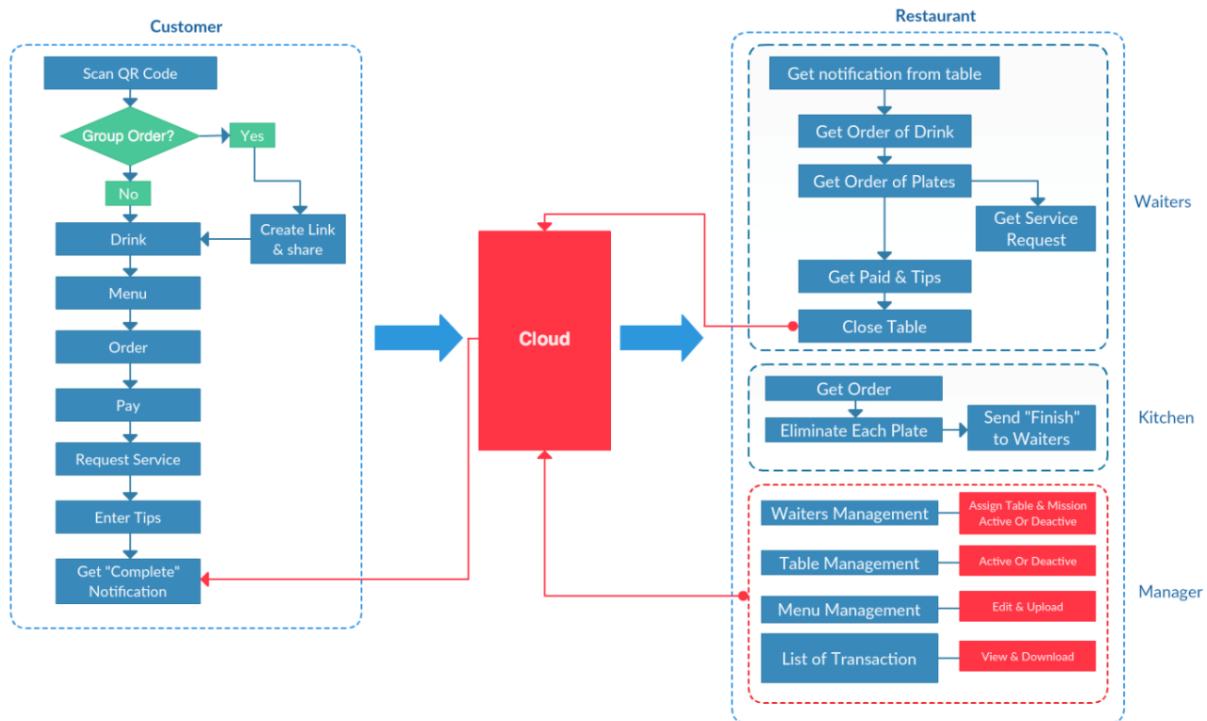 Customer
Scan QR Code
Group Order?
Yes
No
Create Link
& share
Drink
Menu
Order
Pay
Request Service
Enter Tips
Get "Complete"
Notification
Cloud
Restaurant
Get notification from table
Get Order of Drink
Get Order of Plates
Get Service
Request
Get Paid & Tips
Close Table
Waiters
Get Order
Eliminate Each Plate
Send "Finish"
to Waiters
Kitchen
Waiters Management
Assign Table & Mission
Active Or Deactive
Table Management
Active Or Deactive
Menu Management
Edit & Upload
List of Transaction
View & Download
Manager